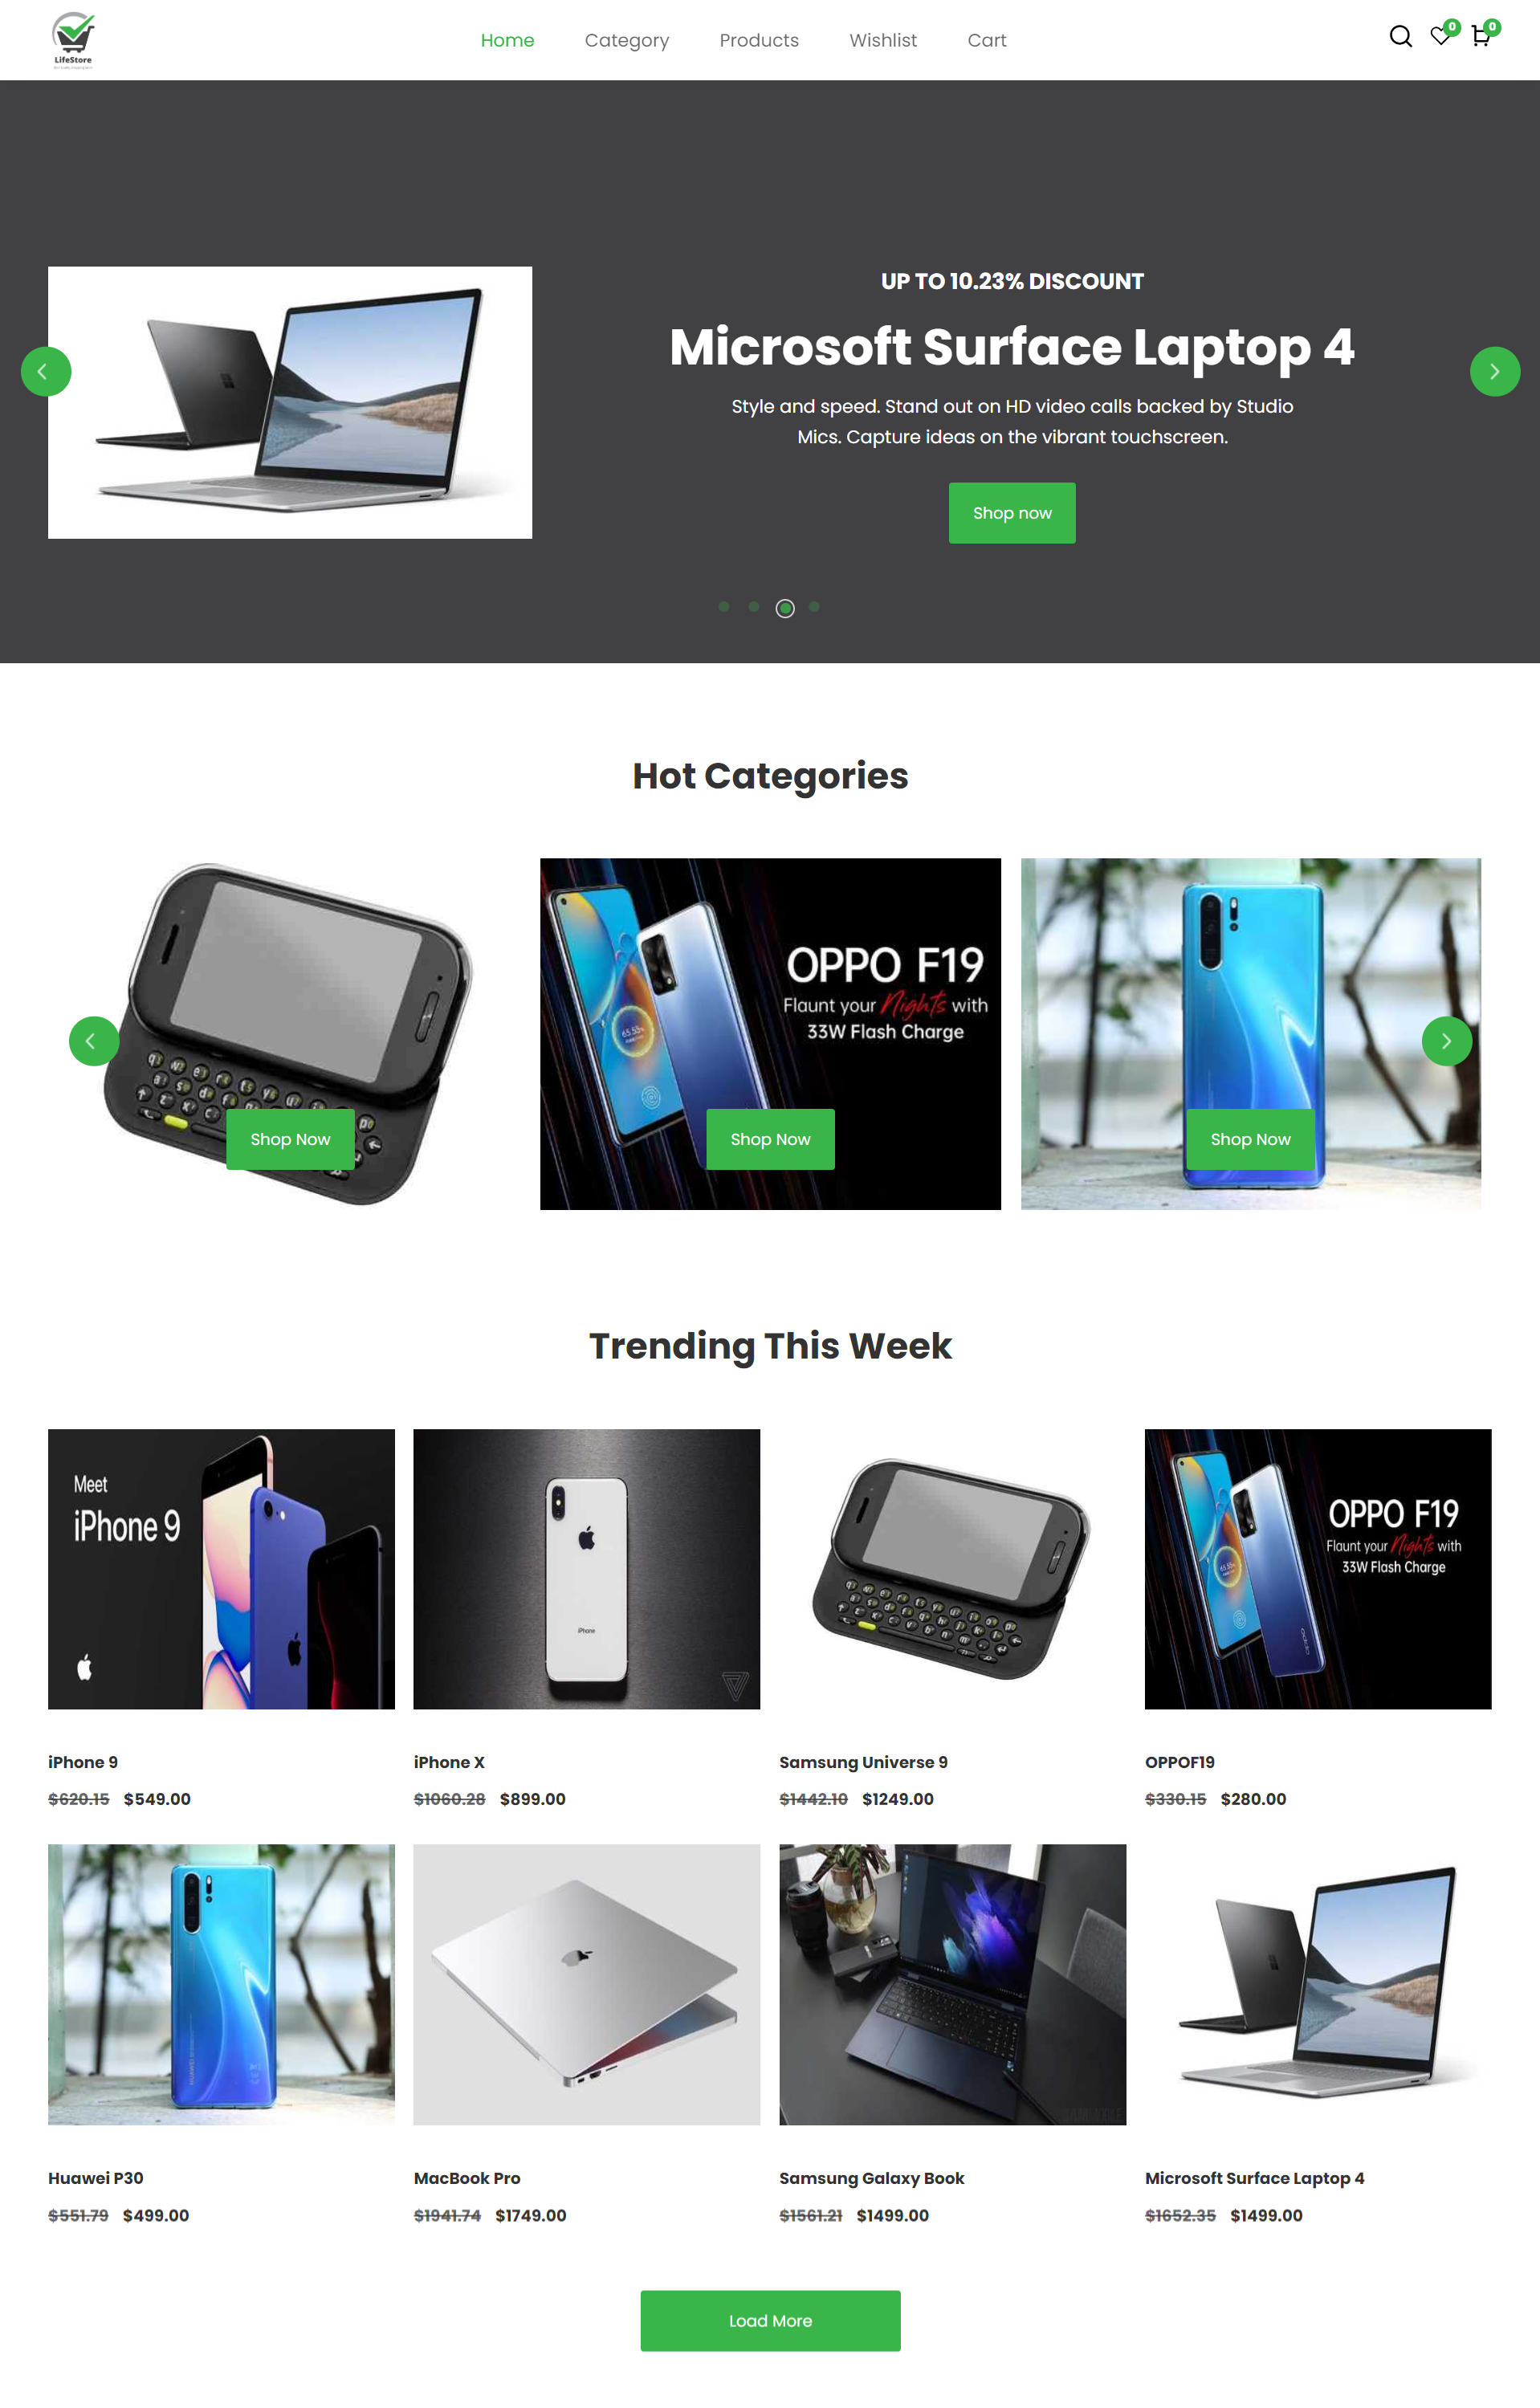 LifeStore
Home
Category
Products
Wishlist
Cart
0
0
UP TO 10.23% DISCOUNT
Microsoft Surface Laptop 4
Style and speed. Stand out on HD video calls backed by Studio
Mics. Capture ideas on the vibrant touchscreen.
Shop now
Hot Categories
OPPO F19
Flaunt your Nights with
33W Flash Charge
Shop Now
Shop Now
Shop Now
Trending This Week
Meet
iPhone 9
iPhone
OPPO F19
Flaunt your Nights with
33W Flash Charge
iPhone 9
$620.15 $549.00
iPhone X
$1060.28 $899.00
Samsung Universe 9
$1442.10 $1249.00
OPPOF19
$330.15 $280.00
Huawei P30
$551.79 $499.00
MacBook Pro
$1941.74 $1749.00
Samsung Galaxy Book
$1561.21 $1499.00
Microsoft Surface Laptop 4
$1652.35 $1499.00
Load More